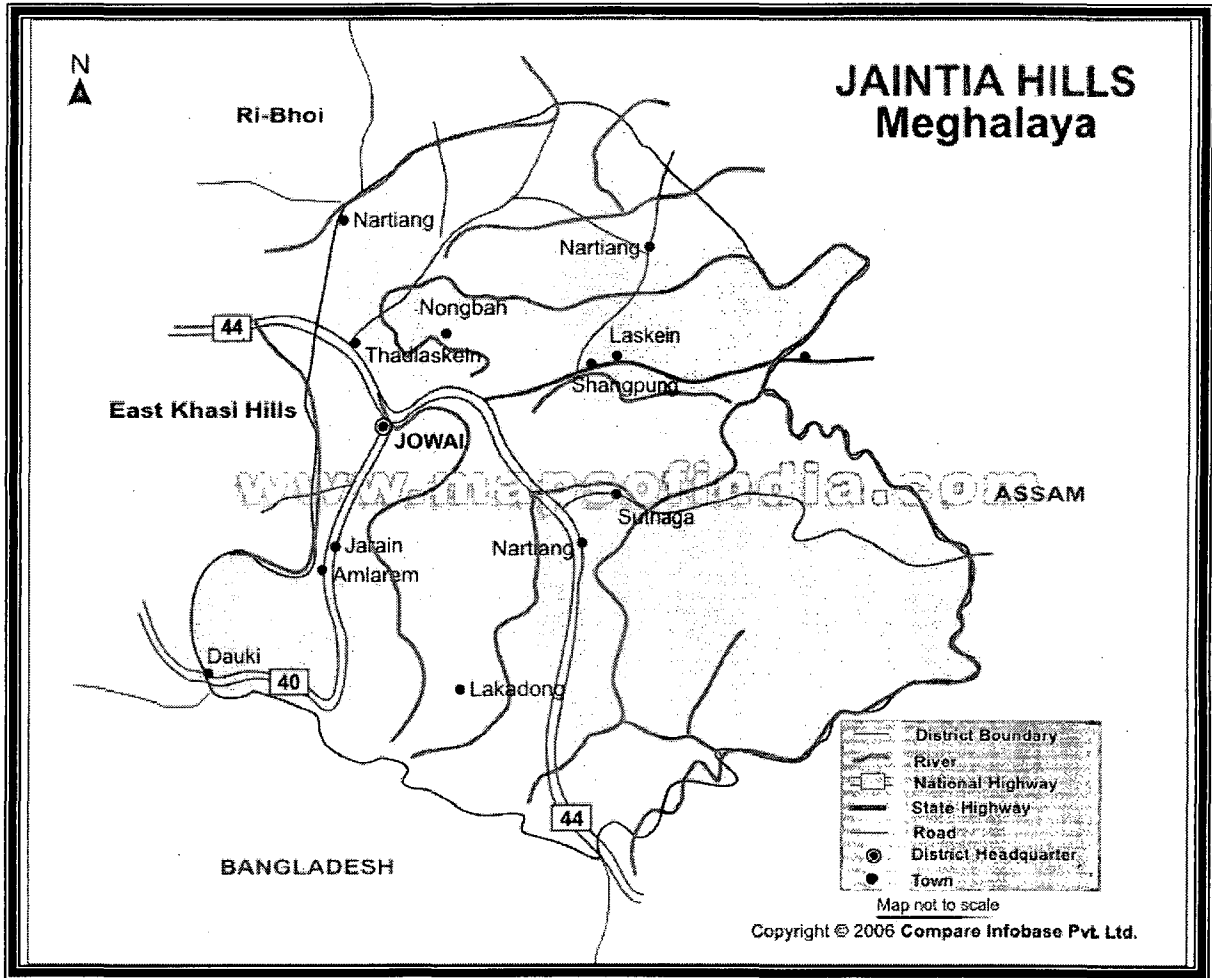 N
JAINTIA HILLS
Meghalaya
Ri-Bhoi
Nartiang
Nartiang
Nongbah
44
Laskein
Thadlaskein
Shangpung
East Khasi Hills
JOWAI
www.mapsofindia.com
ASSAM
Sutnaga
Jarain
Nartiang
Amlarem
Dauki
40
Lakadong
District Boundary
River
National Highway
44
State Highway
Road
District Headquarter
BANGLADESH
Town
Map not to scale
Copyright © 2006 Compare Infobase Pvt. Ltd.